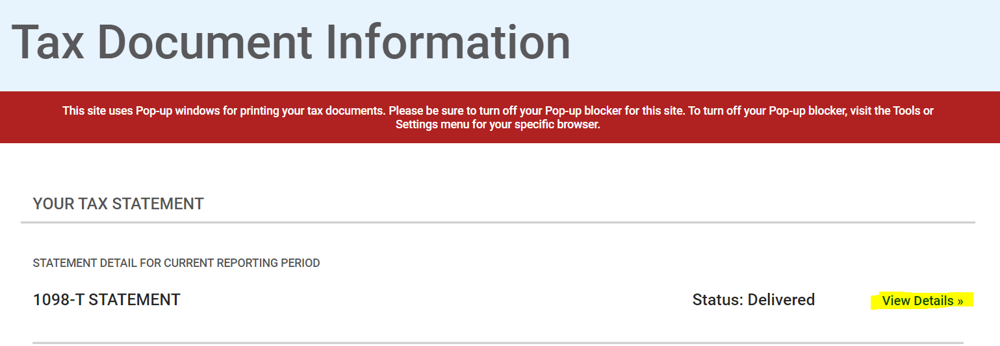 Tax Document Information
This site uses Pop-up windows for printing your tax documents. Please be sure to turn off your Pop-up blocker for this site. To turn off your Pop-up blocker, visit the Tools or
Settings menu for your specific browser.
YOUR TAX STATEMENT
STATEMENT DETAIL FOR CURRENT REPORTING PERIOD
1098-T STATEMENT Status: Delivered View Details »